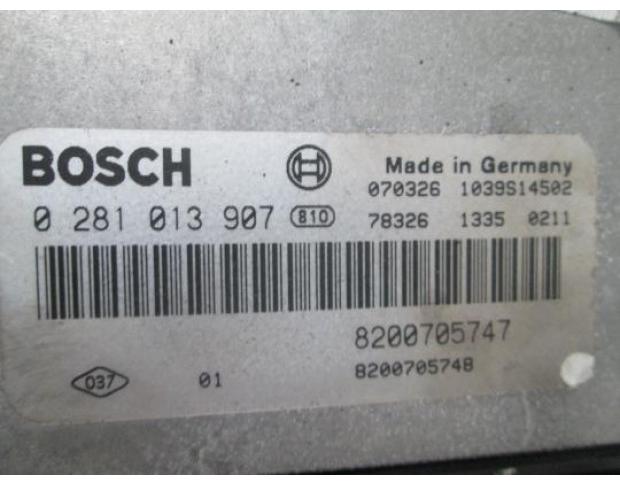 BOSCH
Made in Germany
070326 1039S14502
0 281 013 907 810
78326 1335 0211
8200705747
037 01
8200705748